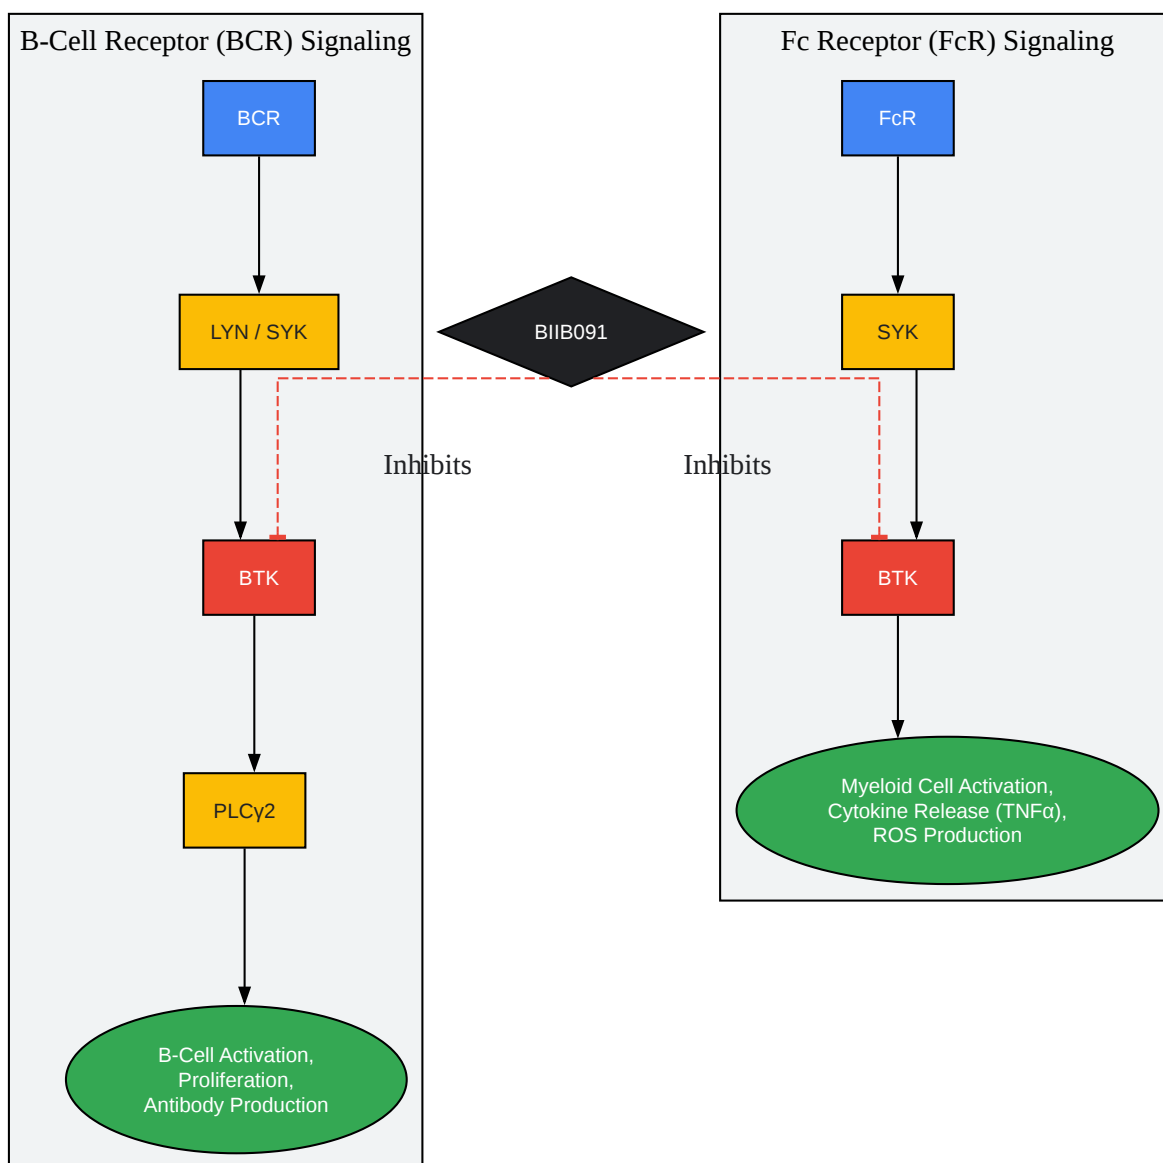 B-Cell Receptor (BCR) Signaling
BCR
LYN / SYK
BTK
PLCγ2
B-Cell Activation,
Proliferation,
Antibody Production
BIIB091
Inhibits
Inhibits
Fc Receptor (FcR) Signaling
FcR
SYK
BTK
Myeloid Cell Activation,
Cytokine Release (TNFα),
ROS Production